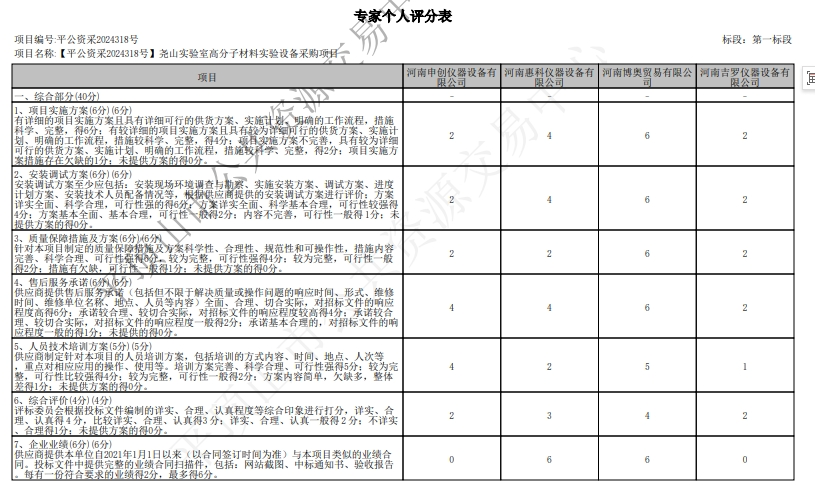 专家个人评分表
项目编号:平公资采2024318号
标段：第一标段
项目名称:【平公资采2024318号】尧山实验室高分子材料实验设备采购项目
项目
河南申创仪器设备有限公司
河南惠科仪器设备有限公司
河南博奥贸易有限公司
河南吉罗仪器设备有限公司
一、综合部分(40分)
-
-
-
-
1、项目实施方案(6分)(6分)
有详细的项目实施方案且具有详细可行的供货方案、实施计划、明确的工作流程，措施
科学、完整，得6分；有较详细的项目实施方案且具有较为详细可行的供货方案、实施计
划、明确的工作流程，措施较科学、完整，得4分；项目实施方案不完善，具有较为详细
可行的供货方案、实施计划、明确的工作流程，措施较科学、完整，得2分；项目实施方
案措施存在欠缺的1分；未提供方案的得0分。
2
4
6
2
2、安装调试方案(6分)(6分)
安装调试方案至少应包括：安装现场环境调查与勘察、实施安装方案、调试方案、进度
计划方案、安装技术人员配备情况等，根据供应商提供的安装调试方案进行评价：方案
详实全面、科学合理，可行性强的得6分；方案详实全面、科学基本合理，可行性较强得
4分；方案基本全面、基本合理，可行性一般得2分；内容不完善，可行性一般得1分；未
提供方案的得0分。
2
4
6
2
3、质量保障措施及方案(6分)(6分)
针对本项目制定的质量保障措施及方案科学性、合理性、规范性和可操作性，措施内容
完善、科学合理、可行性强得6分，较为完整，可行性强得4分；较为完整，可行性一般
得2分；措施有欠缺，可行性一般得1分；未提供方案的得0分。
2
2
6
2
4、售后服务承诺(6分)(6分)
供应商提供售后服务承诺（包括但不限于解决质量或操作问题的响应时间、形式、维修
时间、维修单位名称、地点、人员等内容）全面、合理、切合实际，对招标文件的响应
程度高得6分；承诺较合理、较切合实际，对招标文件的响应程度较高得4分；承诺较合
理、较切合实际，对招标文件的响应程度一般得2分；承诺基本合理的，对招标文件的响
应程度一般的得1分；未提供的得0分。
4
4
6
2
5、人员技术培训方案(5分)(5分)
供应商制定针对本项目的人员培训方案，包括培训的方式内容、时间、地点、人次等
，重点对相应应用的操作、使用等。培训方案完善、科学合理、可行性强得5分；较为完
整，可行性比较强得4分；较为完整，可行性一般得2分；方案内容简单，欠缺多，整体
差得1分；未提供方案的得0分。
4
2
5
1
6、综合评价(4分)(4分)
评标委员会根据投标文件编制的详实、合理、认真程度等综合印象进行打分，详实、合
理、认真得４分，比较详实、合理、认真得3分；详实、合理、认真一般得２分；不详实
、合理得1分；未提供方案的得0分。
2
3
4
2
7、企业业绩(6分)(6分)
供应商提供本单位自2021年1月1日以来（以合同签订时间为准）与本项目类似的业绩合
同。投标文件中提供完整的业绩合同扫描件，包括：网站截图、中标通知书、验收报告
。每有一份符合要求的业绩得2分，最多得6分。
0
6
6
0